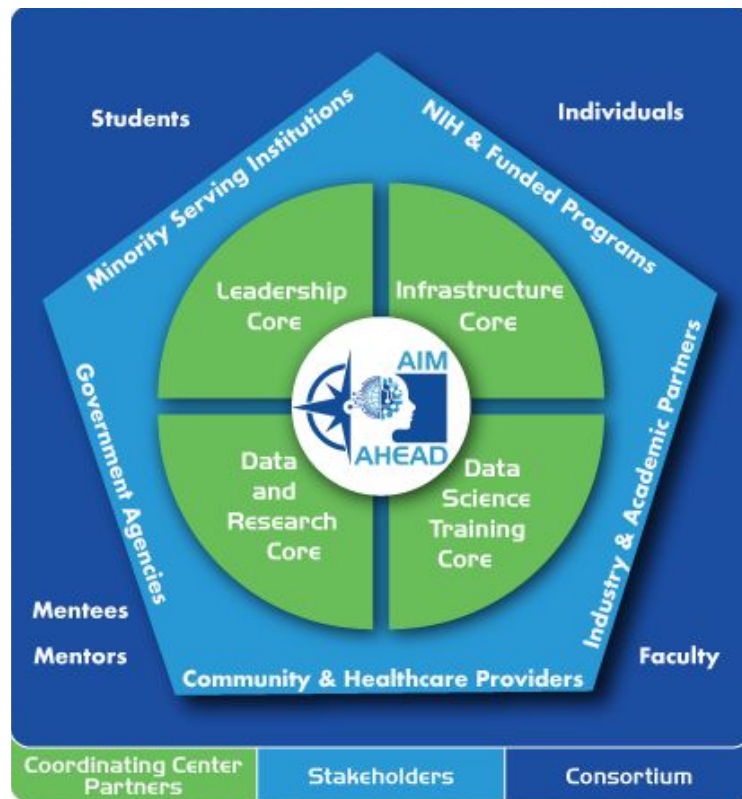 Students
Individuals
Minority Serving Institutions
NIH & Funded Programs
Leadership
Core
Infrastructure
Core
AIM
AHEAD
Government Agencies
Industry & Academic Partners
Data
and
Research
Core
Data
Science
Training
Core
Mentees
Mentors
Faculty
Community & Healthcare Providers
Coordinating Center
Partners
Stakeholders
Consortium